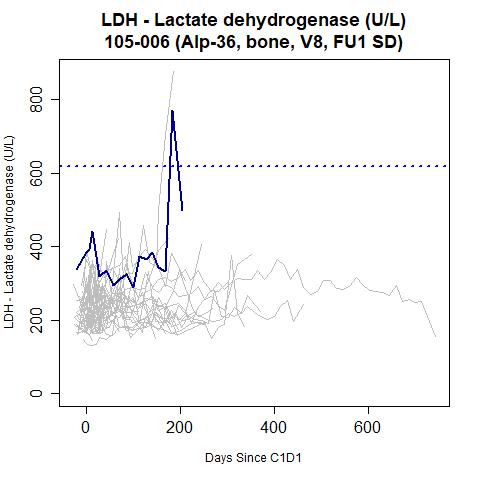 LDH - Lactate dehydrogenase (U/L)
105-006 (Alp-36, bone, V8, FU1 SD)
LDH - Lactate dehydrogenase (U/L)
800
600
400
200
0
0 200 400 600
Days Since C1D1